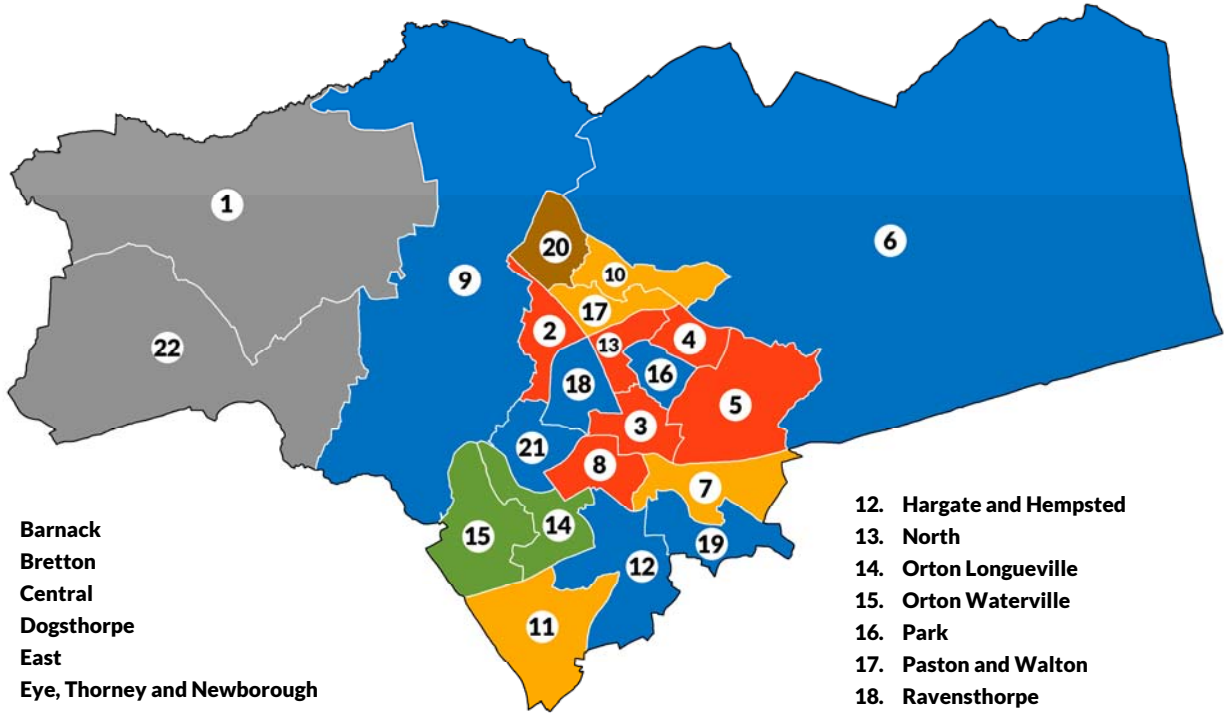 1
6
20
10
9
17
2
4
13
22
16
18
5
3
21
8
7
14
15
19
12
11
Barnack
Bretton
Central
Dogsthorpe
East
Eye, Thorney and Newborough
12. Hargate and Hempsted
13. North
14. Orton Longueville
15. Orton Waterville
16. Park
17. Paston and Walton
18. Ravensthorpe